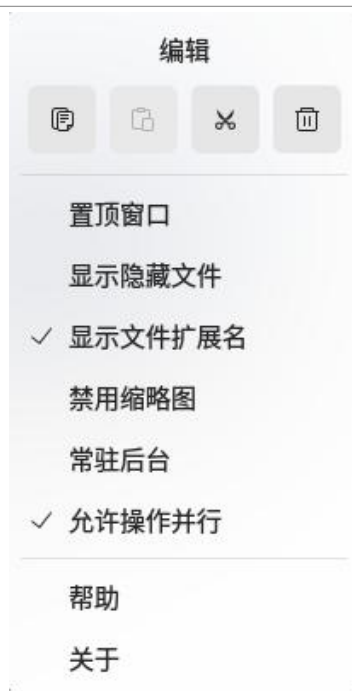 编辑
置顶窗口
显示隐藏文件
显示文件扩展名
禁用缩略图
常驻后台
允许操作并行
帮助
关于